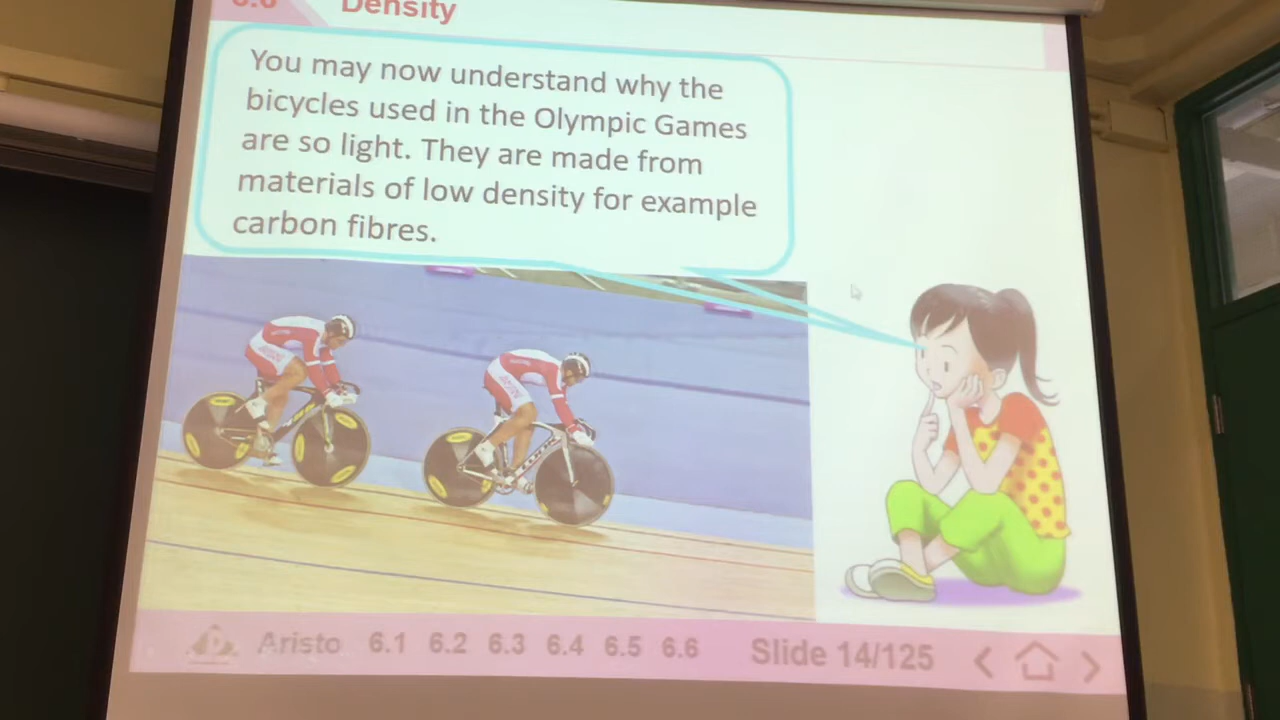 Density
You may now understand why the
bicycles used in the Olympic Games
are so light. They are made from
materials of low density for example
carbon fibres.
Aristo 6.1 6.2 6.3 6.4 6.5 6.6 Slide 14/125